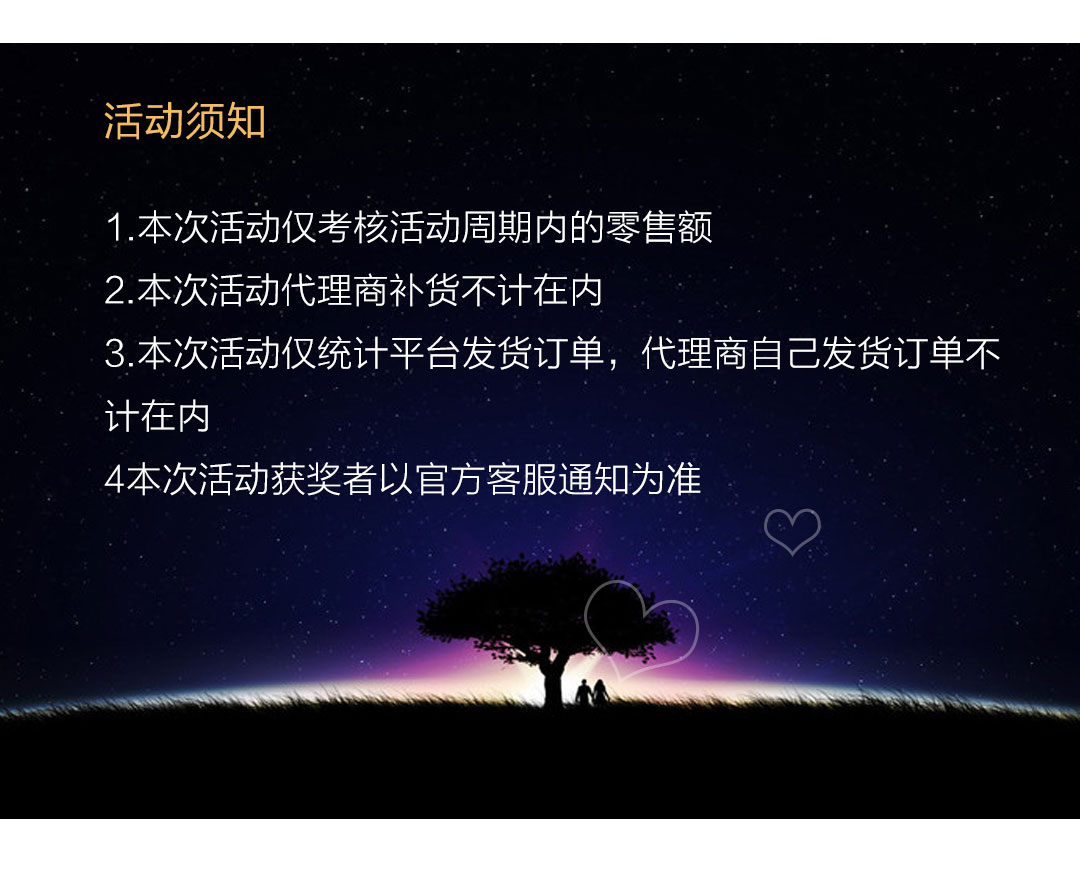 活动须知
1.本次活动仅考核活动周期内的零售额
2.本次活动代理商补货不计在内
3.本次活动仅统计平台发货订单，代理商自己发货订单不
计在内
4本次活动获奖者以官方客服通知为准